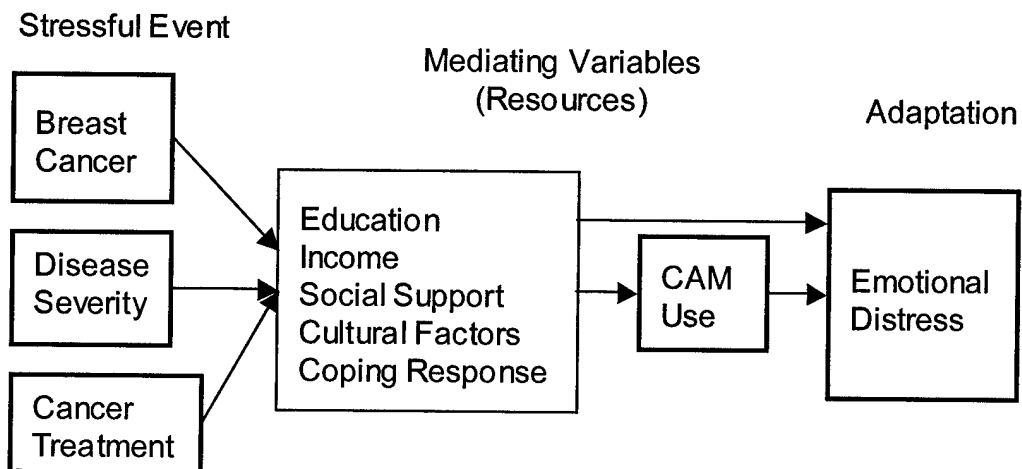 Stressful Event
Mediating Variables
(Resources)
Adaptation
Breast
Cancer
Disease
Severity
Cancer
Treatment
Education
Income
Social Support
Cultural Factors
Coping Response
CAM
Use
Emotional
Distress